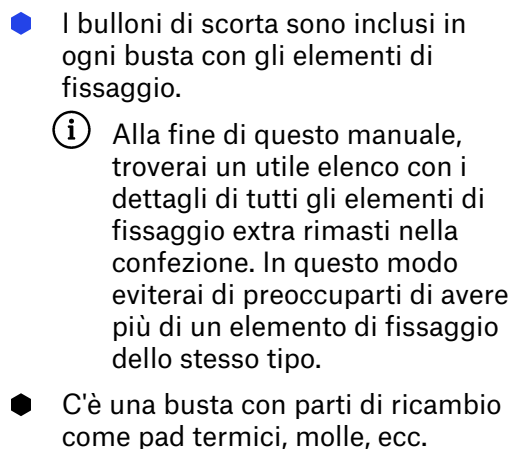 I bulloni di scorta sono inclusi in
ogni busta con gli elementi di
fissaggio.
i Alla fine di questo manuale,
troverai un utile elenco con i
dettagli di tutti gli elementi di
fissaggio extra rimasti nella
confezione. In questo modo
eviterai di preoccuparti di avere
più di un elemento di fissaggio
dello stesso tipo.
C'è una busta con parti di ricambio
come pad termici, molle, ecc.